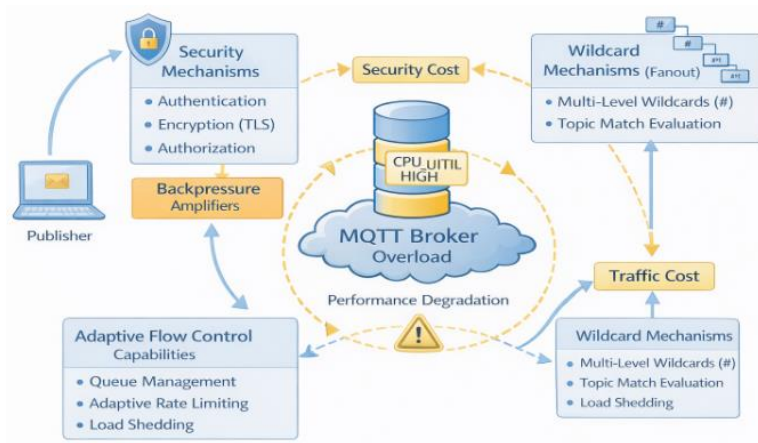 Security
Mechanisms
• Authentication
• Encryption (TLS)
• Authorization
Security Cost
#
#
Wildcard
Mechanisms (Fanout)
• Multi-Level Wildcards (#)
• Topic Match Evaluation
CPU_UITIL
HIGH
Backpressure
Amplifiers
Publisher
MQTT Broker
Overload
Performance Degradation
Traffic Cost
Adaptive Flow Control
Capabilities
• Queue Management
• Adaptive Rate Limiting
• Load Shedding
Wildcard Mechanisms
• Multi-Level Wildcards (#)
• Topic Match Evaluation
• Load Shedding